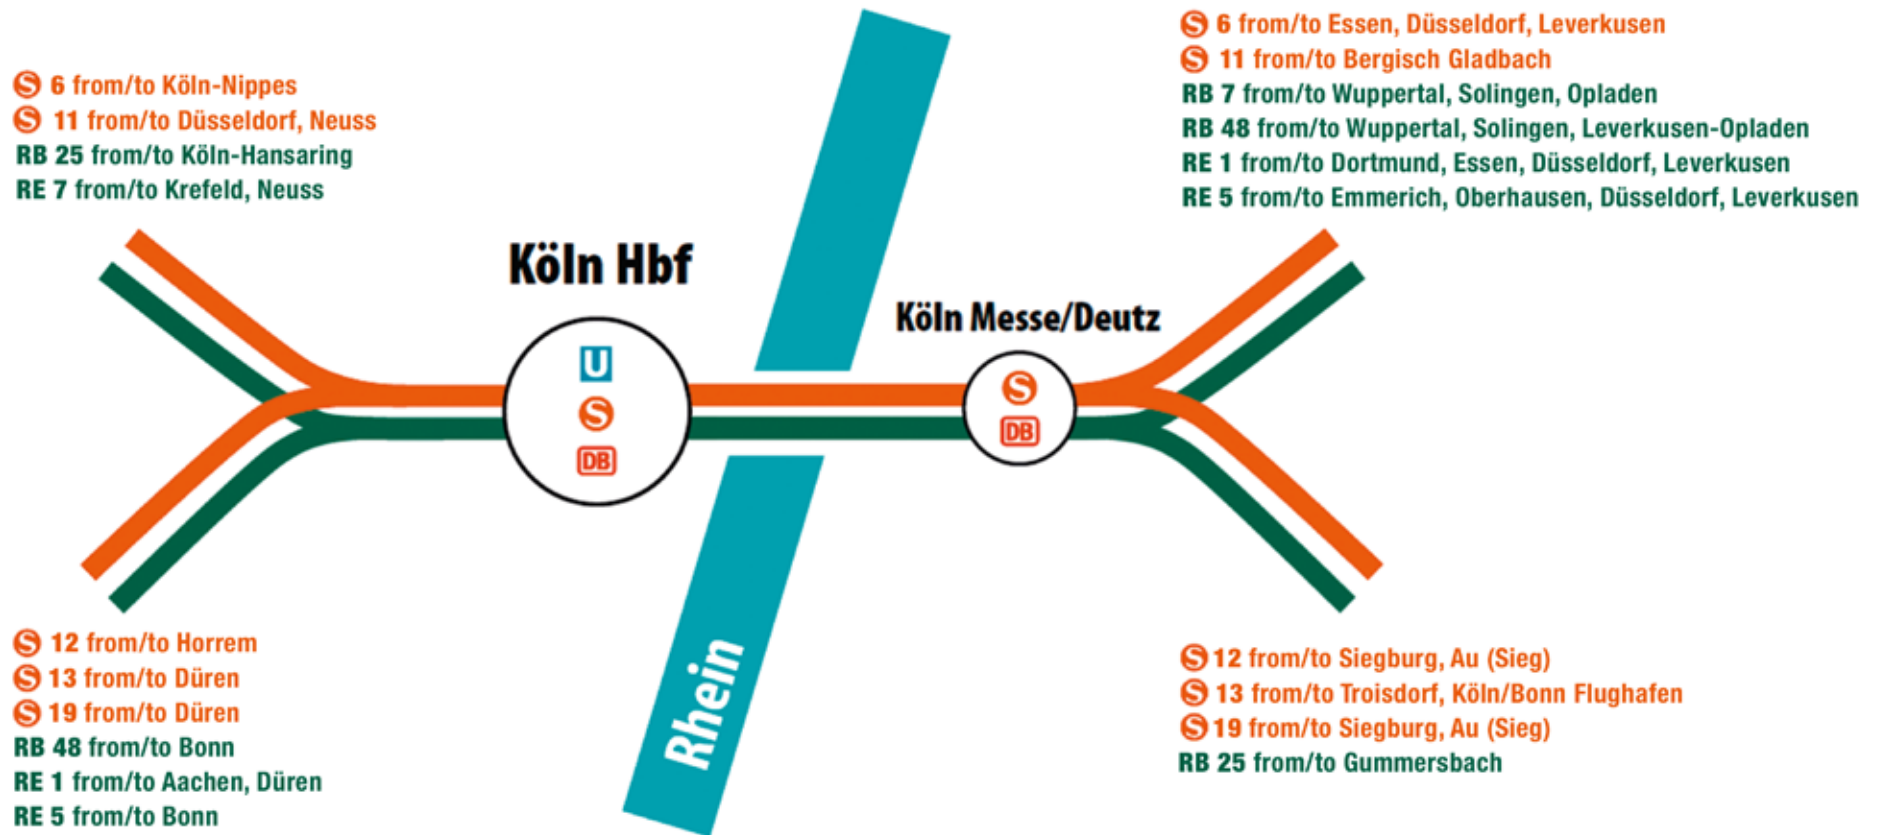 S 6 from/to Köln-Nippes
S 11 from/to Düsseldorf, Neuss
RB 25 from/to Köln-Hansaring
RE 7 from/to Krefeld, Neuss
S 6 from/to Essen, Düsseldorf, Leverkusen
S 11 from/to Bergisch Gladbach
RB 7 from/to Wuppertal, Solingen, Opladen
RB 48 from/to Wuppertal, Solingen, Leverkusen-Opladen
RE 1 from/to Dortmund, Essen, Düsseldorf, Leverkusen
RE 5 from/to Emmerich, Oberhausen, Düsseldorf, Leverkusen
Köln Hbf
U
S
DB
Köln Messe/Deutz
S
DB
Rhein
S 12 from/to Horrem
S 13 from/to Düren
S 19 from/to Düren
RB 48 from/to Bonn
RE 1 from/to Aachen, Düren
RE 5 from/to Bonn
S 12 from/to Siegburg, Au (Sieg)
S 13 from/to Troisdorf, Köln/Bonn Flughafen
S 19 from/to Siegburg, Au (Sieg)
RB 25 from/to Gummersbach